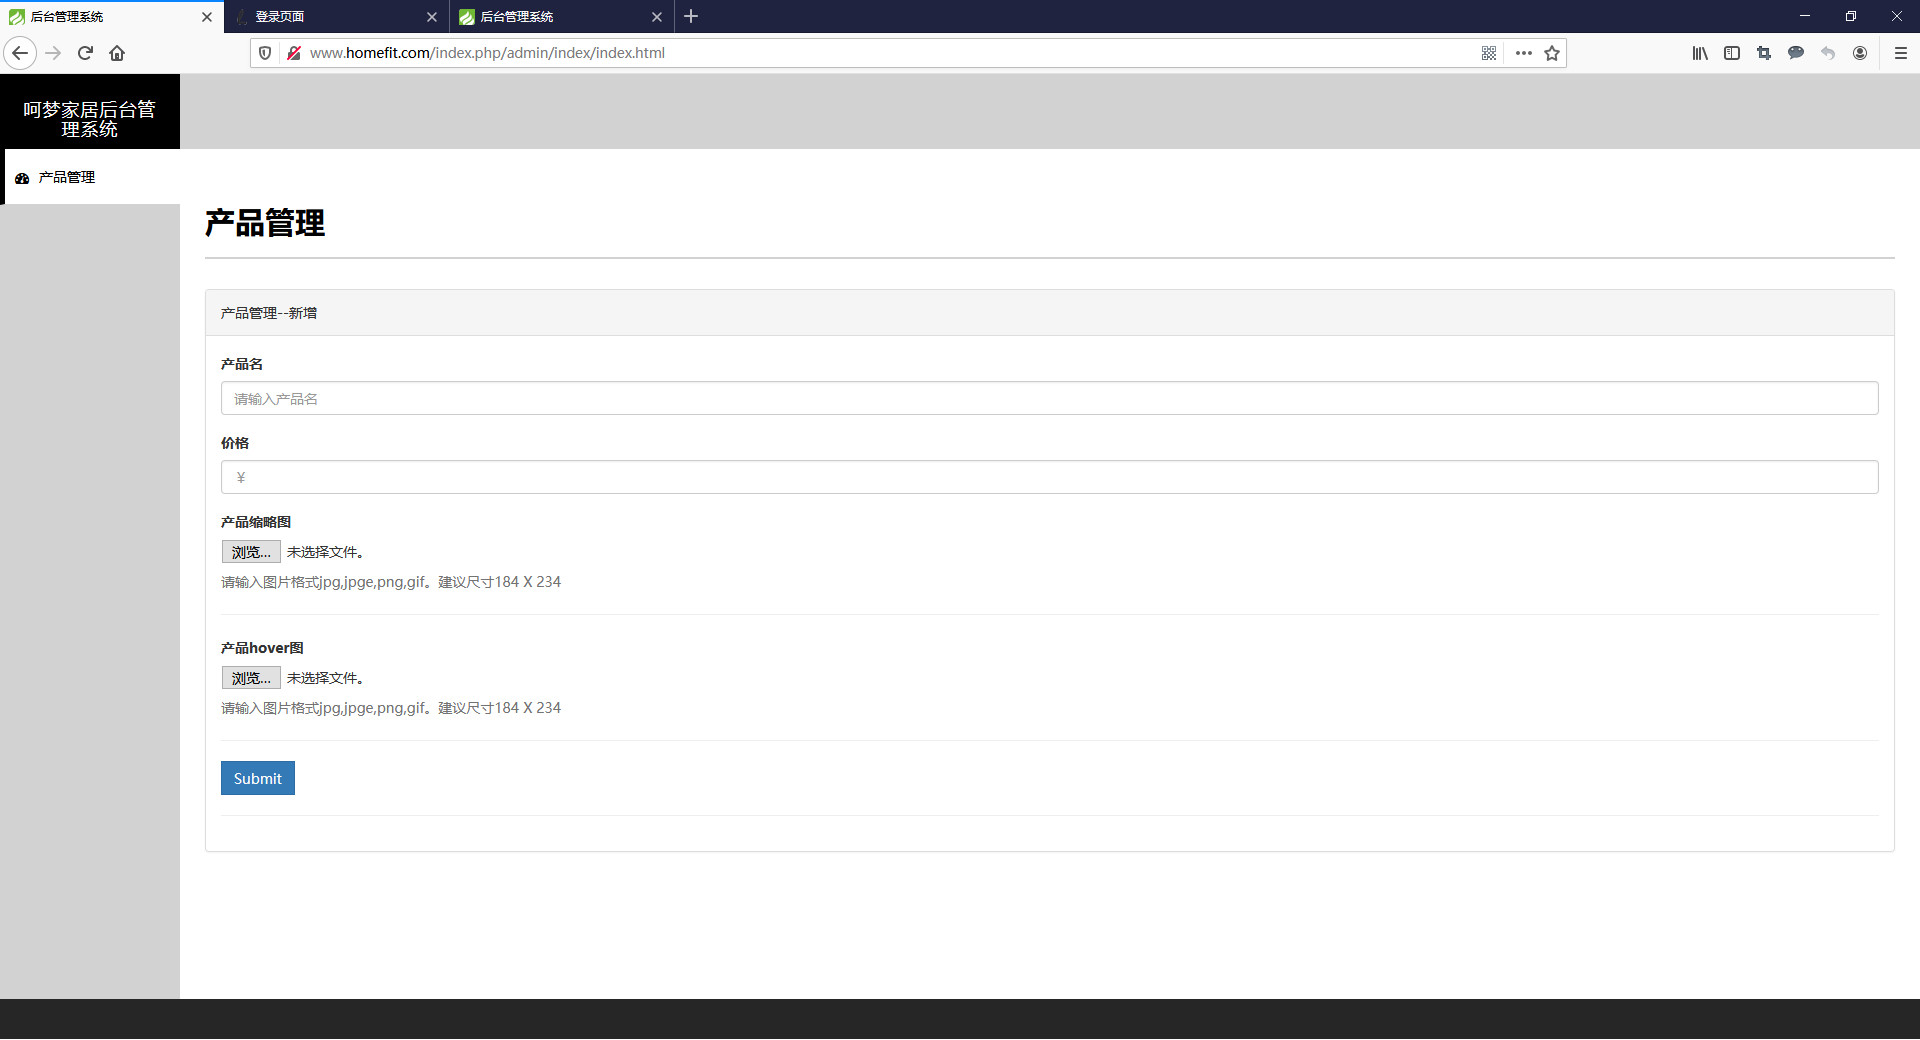 后台管理系统
登录页面
后台管理系统
www.homefit.com/index.php/admin/index/index.html
呵梦家居后台管
理系统
产品管理
产品管理
产品管理--新增
产品名
请输入产品名
价格
¥
产品缩略图
浏览... 未选择文件。
请输入图片格式jpg,jpge,png,gif。建议尺寸184 X 234
产品hover图
浏览... 未选择文件。
请输入图片格式jpg,jpge,png,gif。建议尺寸184 X 234
Submit